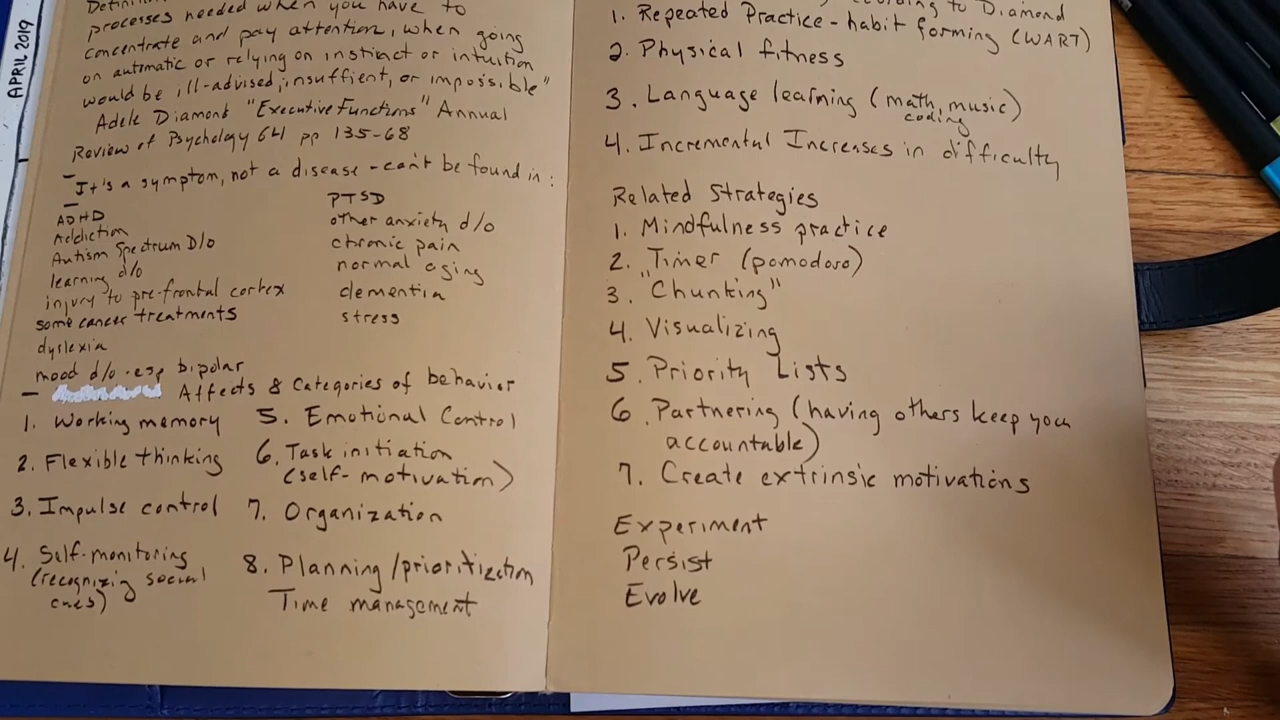 APRIL 2019
Definit
processes needed when you have to
concentrate and pay attention, when going
on automatic or relying on instinct or intuition
would be ill-advised, insufficient, or impossible"
Adele Diamond "Executive Functions" Annual
Review of Psychology 64 pp 135-68
- It's a symptom, not a disease - can't be found in :
-
ADHD
Addiction
Autism Spectrum D/o
learning d/o
injury to pre-frontal cortex
some cancer treatments
dyslexia
mood d/o - esp bipolar
PTSD
other anxiety d/o
chronic pain
normal aging
dementia
stress
- Affects 8 Categories of behavior
1. Working memory
2. Flexible thinking
3. Impulse control
4. Self-monitoring
(recognizing social
cues)
5. Emotional Control
6. Task initiation
(self-motivation)
7. Organization
8. Planning/prioritization
Time management
to Diamond
1. Repeated Practice - habit forming (WART)
2. Physical fitness
3. Language learning (math, music)
coding
4. Incremental Increases in difficulty
Related Strategies
1. Mindfulness practice
2. Timer (pomodoro)
3. "Chunking"
4. Visualizing
5. Priority Lists
6. Partnering (having others keep you
accountable)
7. Create extrinsic motivations
Experiment
Persist
Evolve